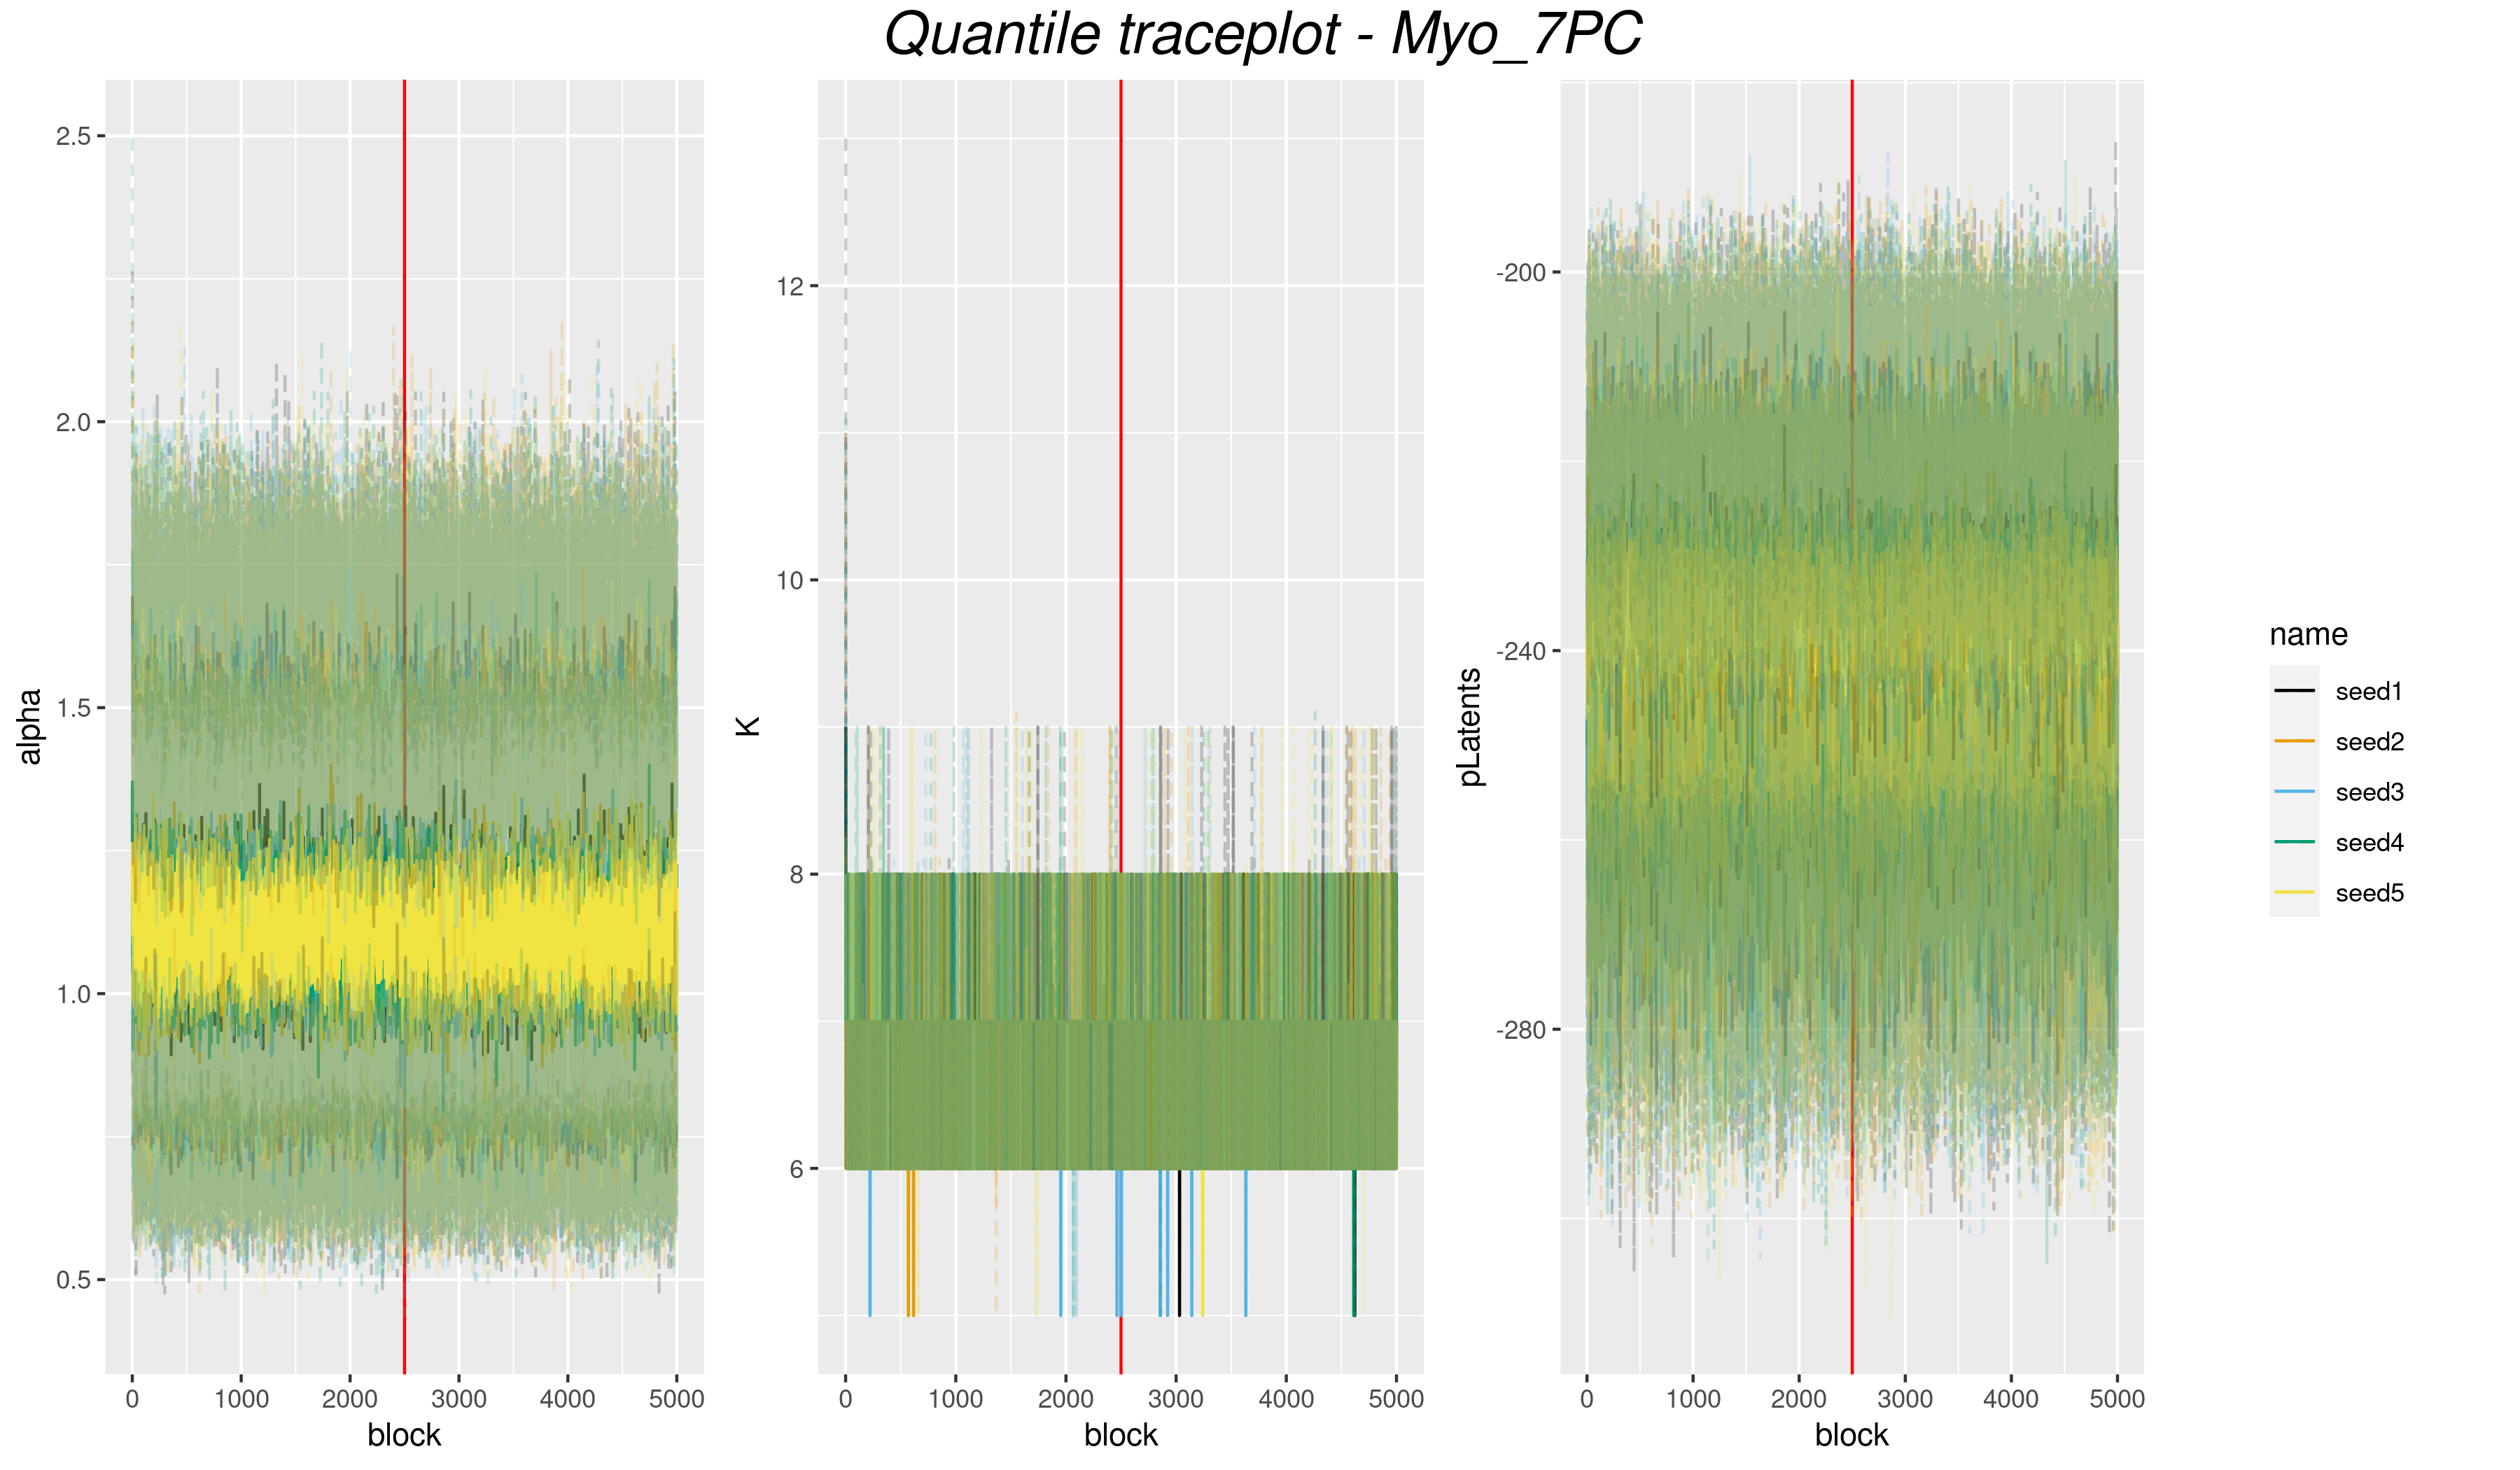 Quantile traceplot - Myo_7PC
alpha
2.5
2.0
1.5
1.0
0.5
0 1000 2000 3000 4000 5000
block
K
12
10
8
6
0 1000 2000 3000 4000 5000
block
pLatents
-200
-240
-280
0 1000 2000 3000 4000 5000
block
name
seed1
seed2
seed3
seed4
seed5